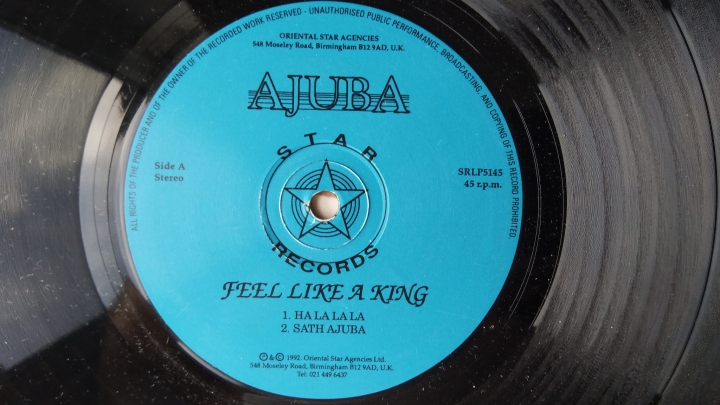 ALL RIGHTS OF THE PRODUCER AND OF THE OWNER OF THE RECORDED WORK RESERVED - UNAUTHORISED PUBLIC PERFORMANCE, BROADCASTING, AND COPYING OF THIS RECORD PROHIBITED.
ORIENTAL STAR AGENCIES
548 Moseley Road, Birmingham B12 9AD, U.K.
AJUBA
STAR
Side A
Stereo
SRLP5145
45 r.p.m.
RECORDS
FEEL LIKE A KING
1. HA LA LA LA
2. SATH AJUBA
℗ & © 1992. Oriental Star Agencies Ltd.
548 Moseley Road, Birmingham B12 9AD, U.K.
Tel: 021 449 6437